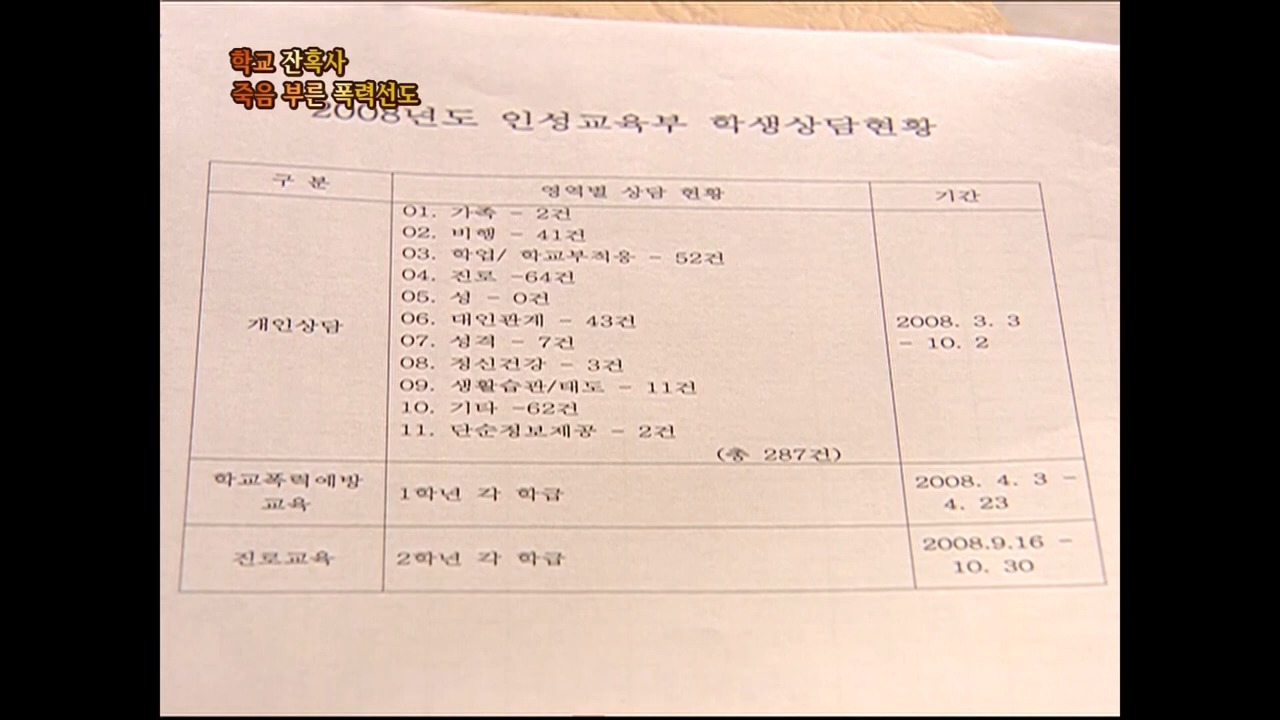 학교 잔혹사
죽음 부른 폭력선도
2008년도 인성교육부 학생상담현황
구 분
영역별 상담 현황
기간
개인상담
01. 가족 - 2건
02. 비행 - 41건
03. 학업/ 학교부적응 - 52건
04. 진로 -64건
05. 성 - 0건
06. 대인관계 - 43건
07. 성격 - 7건
08. 정신건강 - 3건
09. 생활습관/태도 - 11건
10. 기타 -62건
11. 단순정보제공 - 2건
(총 287건)
2008. 3. 3
- 10. 2
학교폭력예방
교육
1학년 각 학급
2008. 4. 3 -
4. 23
진로교육
2학년 각 학급
2008.9.16 -
10. 30